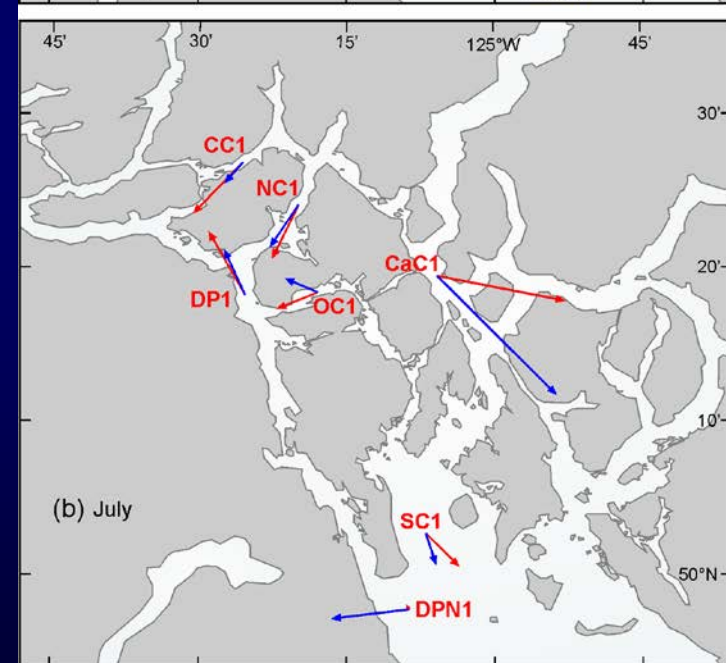 45'
30'
15'
125°W
45'
30'
CC1
NC1
20'
CaC1
DP1
OC1
10'
(b) July
SC1
50°N
DPN1